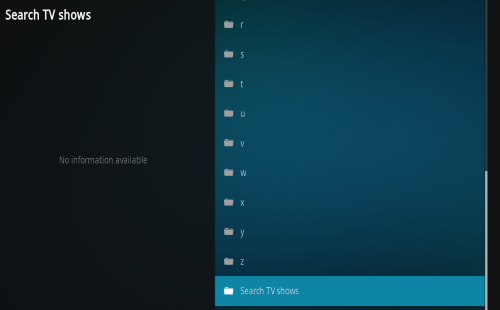 Search TV shows
r
s
t
u
v
w
x
y
z
No information available
Search TV shows